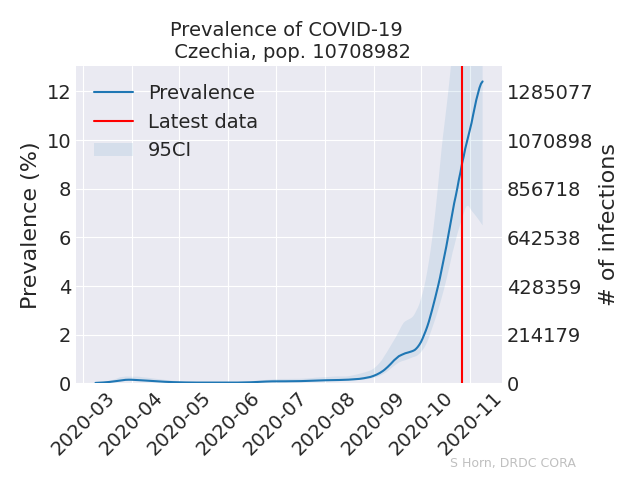 Prevalence of COVID-19
Czechia, pop. 10708982
Prevalence
Latest data
95CI
Prevalence (%)
12
10
8
6
4
2
0
1285077
1070898
856718
642538
428359
214179
0
# of infections
2020-03
2020-04
2020-05
2020-06
2020-07
2020-08
2020-09
2020-10
2020-11
S Horn, DRDC CORA